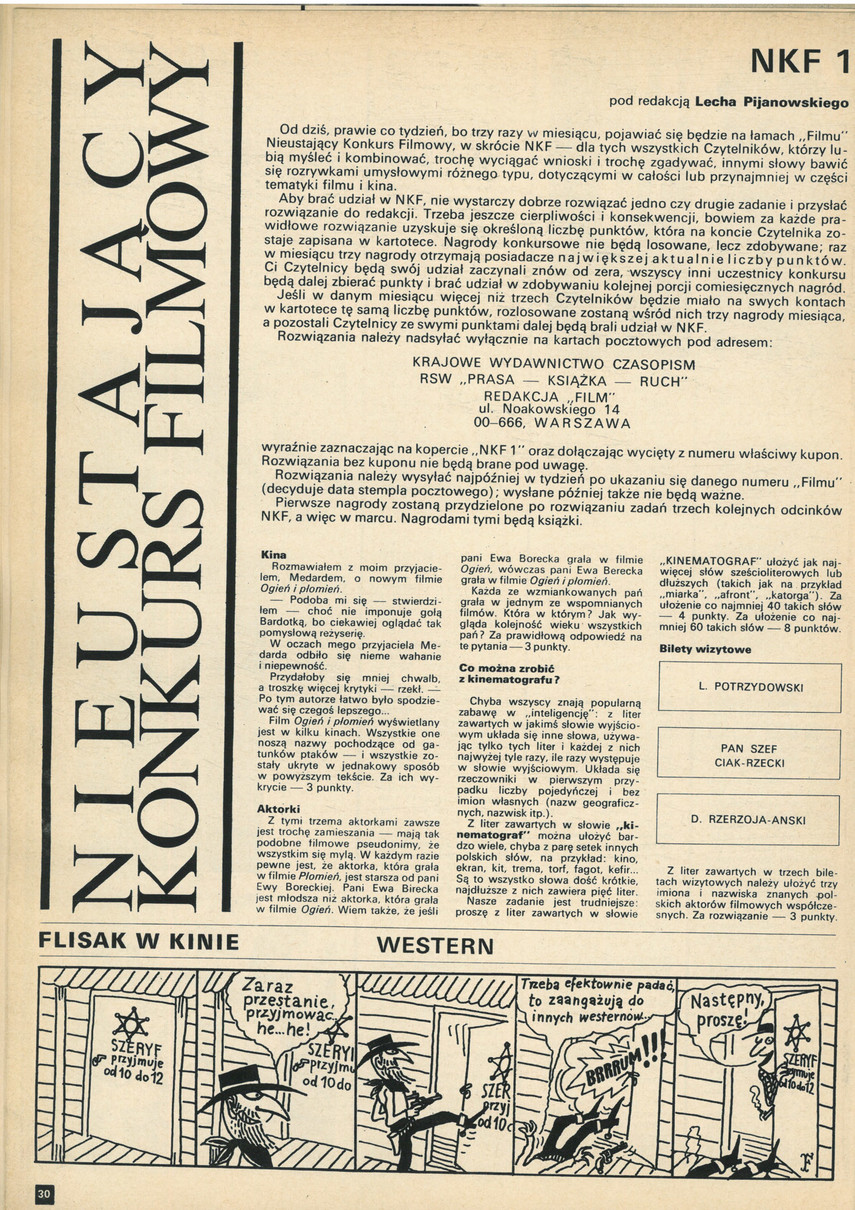 NIEUSTAJĄCY
KONKURS FILMOWY
NKF 1
pod redakcją Lecha Pijanowskiego
Od dziś, prawie co tydzień, bo trzy razy w miesiącu, pojawiać się będzie na łamach „Filmu"
Nieustający Konkurs Filmowy, w skrócie NKF — dla tych wszystkich Czytelników, którzy lu-
bią myśleć i kombinować, trochę wyciągać wnioski i trochę zgadywać, innymi słowy bawić
się rozrywkami umysłowymi różnego typu, dotyczącymi w całości lub przynajmniej w części
tematyki filmu i kina.
Aby brać udział w NKF, nie wystarczy dobrze rozwiązać jedno czy drugie zadanie i przysłać
rozwiązanie do redakcji. Trzeba jeszcze cierpliwości i konsekwencji, bowiem za każde pra-
widłowe rozwiązanie uzyskuje się określoną liczbę punktów, która na koncie Czytelnika zo-
staje zapisana w kartotece. Nagrody konkursowe nie będą losowane, lecz zdobywane; raz
w miesiącu trzy nagrody otrzymają posiadacze największej aktualnie liczby punktów.
Ci Czytelnicy będą swój udział zaczynali znów od zera, wszyscy inni uczestnicy konkursu
będą dalej zbierać punkty i brać udział w zdobywaniu kolejnej porcji comiesięcznych nagród.
Jeśli w danym miesiącu więcej niż trzech Czytelników będzie miało na swych kontach
w kartotece tę samą liczbę punktów, rozlosowane zostaną wśród nich trzy nagrody miesiąca,
a pozostali Czytelnicy ze swymi punktami dalej będą brali udział w NKF.
Rozwiązania należy nadsyłać wyłącznie na kartach pocztowych pod adresem:
KRAJOWE WYDAWNICTWO CZASOPISM
RSW „PRASA — KSIĄŻKA — RUCH"
REDAKCJA „FILM"
ul. Noakowskiego 14
00-666, WARSZAWA
wyraźnie zaznaczając na kopercie „NKF 1" oraz dołączając wycięty z numeru właściwy kupon.
Rozwiązania bez kuponu nie będą brane pod uwagę.
Rozwiązania należy wysyłać najpóźniej w tydzień po ukazaniu się danego numeru „Filmu"
(decyduje data stempla pocztowego); wysłane później także nie będą ważne.
Pierwsze nagrody zostaną przydzielone po rozwiązaniu zadań trzech kolejnych odcinków
NKF, a więc w marcu. Nagrodami tymi będą książki.
Kina
Rozmawiałem z moim przyjacie-
lem, Medardem, o nowym filmie
Ogień i płomień.
— Podoba mi się — stwierdzi-
łem — choć nie imponuje gołą
Bardotką, bo ciekawiej oglądać tak
pomysłową reżyserię.
W oczach mego przyjaciela Me-
darda odbiło się nieme wahanie
i niepewność.
Przydałoby się mniej chwalb,
a troszkę więcej krytyki — rzekł. —
Po tym autorze łatwo było spodzie-
wać się czegoś lepszego...
Film Ogień i płomień wyświetlany
jest w kilku kinach. Wszystkie one
noszą nazwy pochodzące od ga-
tunków ptaków — i wszystkie zo-
stały ukryte w jednakowy sposób
w powyższym tekście. Za ich wy-
krycie — 3 punkty.
Aktorki
Z tymi trzema aktorkami zawsze
jest trochę zamieszania — mają tak
podobne filmowe pseudonimy, że
wszystkim się mylą. W każdym razie
pewne jest, że aktorka, która grała
w filmie Płomień, jest starsza od pani
Ewy Boreckiej. Pani Ewa Birecka
jest młodsza niż aktorka, która grała
w filmie Ogień. Wiem także, że jeśli
pani Ewa Borecka grała w filmie
Ogień, wówczas pani Ewa Berecka
grała w filmie Ogień i płomień.
Każda ze wzmiankowanych pań
grała w jednym ze wspomnianych
filmów. Która w którym? Jak wy-
gląda kolejność wieku wszystkich
pań? Za prawidłową odpowiedź na
te pytania — 3 punkty.
Co można zrobić
z kinematografu?
Chyba wszyscy znają popularną
zabawę w „inteligencję": z liter
zawartych w jakimś słowie wyjścio-
wym układa się inne słowa, używa-
jąc tylko tych liter i każdej z nich
najwyżej tyle razy, ile razy występuje
w słowie wyjściowym. Układa się
rzeczowniki w pierwszym przy-
padku liczby pojedyńczej i bez
imion własnych (nazw geograficz-
nych, nazwisk itp.).
Z liter zawartych w słowie „ki-
nematograf" można ułożyć bar-
dzo wiele, chyba z parę setek innych
polskich słów, na przykład: kino,
ekran, kit, trema, torf, fagot, kefir...
Są to wszystko słowa dość krótkie,
najdłuższe z nich zawiera pięć liter.
Nasze zadanie jest trudniejsze:
proszę z liter zawartych w słowie
„KINEMATOGRAF" ułożyć jak naj-
więcej słów sześcioliterowych lub
dłuższych (takich jak na przykład
„miarka", „afront", „katorga"). Za
ułożenie co najmniej 40 takich słów
— 4 punkty. Za ułożenie co naj-
mniej 60 takich słów — 8 punktów.
Bilety wizytowe
L. POTRZYDOWSKI
PAN SZEF
CIAK-RZECKI
D. RZERZOJA-ANSKI
Z liter zawartych w trzech bile-
tach wizytowych należy ułożyć trzy
imiona i nazwiska znanych pol-
skich aktorów filmowych współcze-
snych. Za rozwiązanie — 3 punkty.
FLISAK W KINIE
WESTERN
SZERYF
przyjmuje
od 10 do 12
Zaraz
przestanie,
przyjmować
he...he!
SZERYF
przyjmu
od 10 do
SZER
przyj
od 10
Trzeba efektownie padać,
to zaangażują do
innych westernów...
BRRRUM!!!
Następny,
proszę!
SZERYF
przyjmuje
od 10 do 12
F
30